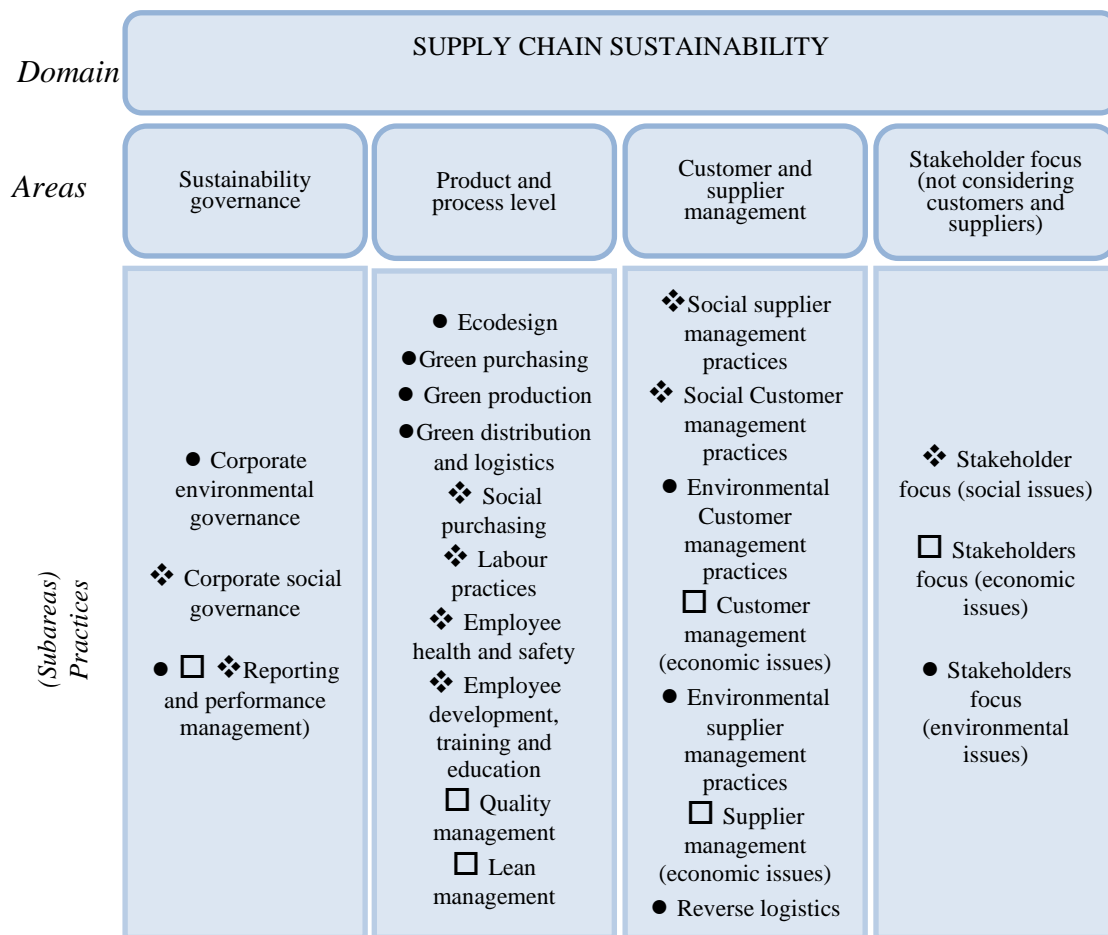 SUPPLY CHAIN SUSTAINABILITY
Domain
Areas
Sustainability
governance
Product and
process level
Customer and
supplier
management
Stakeholder focus
(not considering
customers and
suppliers)
(Subareas)
Practices
● Corporate
environmental
governance
❖ Corporate social
governance
● □ ❖Reporting
and performance
management)
● Ecodesign
●Green purchasing
● Green production
●Green distribution
and logistics
❖ Social
purchasing
❖ Labour
practices
❖ Employee
health and safety
❖ Employee
development,
training and
education
□ Quality
management
□ Lean
management
❖Social supplier
management
practices
❖ Social Customer
management
practices
● Environmental
Customer
management
practices
□ Customer
management
(economic issues)
● Environmental
supplier
management
practices
□ Supplier
management
(economic issues)
● Reverse logistics
❖ Stakeholder
focus (social issues)
□ Stakeholders
focus (economic
issues)
● Stakeholders
focus
(environmental
issues)